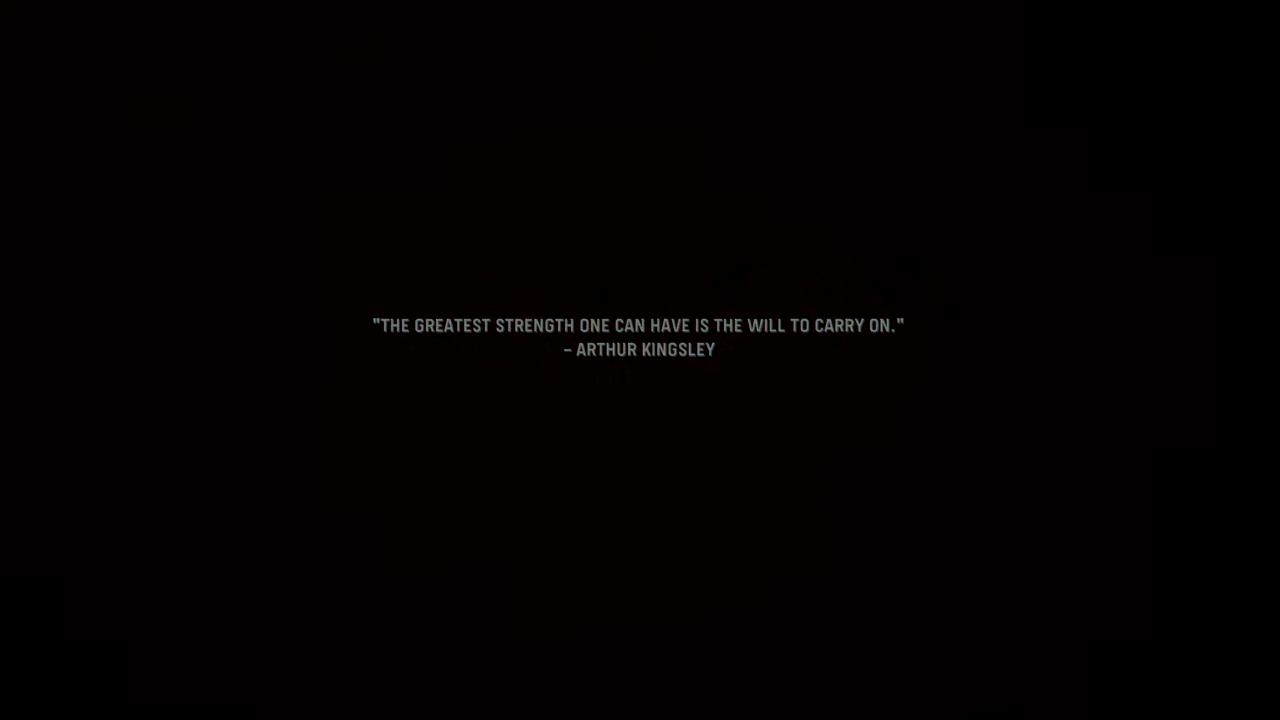 "THE GREATEST STRENGTH ONE CAN HAVE IS THE WILL TO CARRY ON."
– ARTHUR KINGSLEY